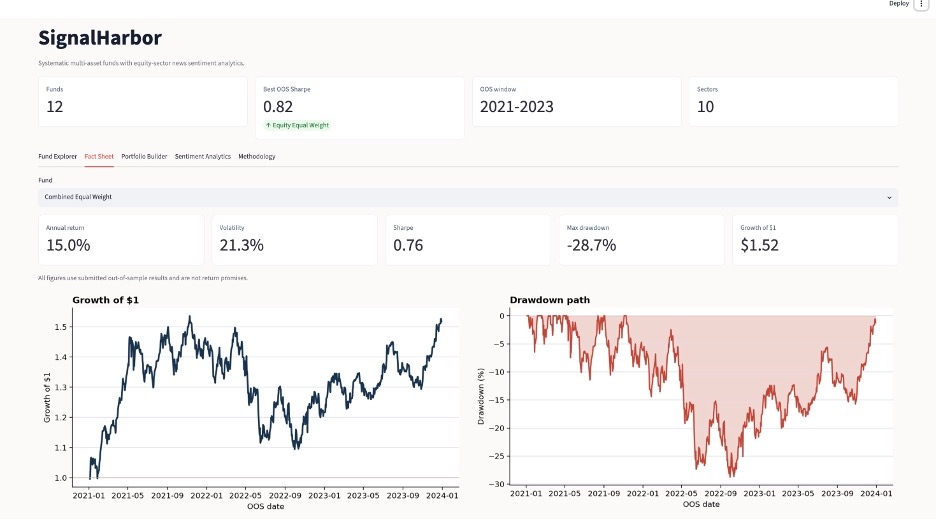 Deploy
SignalHarbor
Systematic multi-asset funds with equity-sector news sentiment analytics.
Funds
12
Best OOS Sharpe
0.82
↑ Equity Equal Weight
OOS window
2021-2023
Sectors
10
Fund Explorer Fact Sheet Portfolio Builder Sentiment Analytics Methodology
Fund
Combined Equal Weight
Annual return
15.0%
Volatility
21.3%
Sharpe
0.76
Max drawdown
-28.7%
Growth of $1
$1.52
All figures use submitted out-of-sample results and are not return promises.
Growth of $1
Growth of $1
1.5
1.4
1.3
1.2
1.1
1.0
2021-01 2021-05 2021-09 2022-01 2022-05 2022-09 2023-01 2023-05 2023-09 2024-01
OOS date
Drawdown path
Drawdown (%)
0
−5
−10
−15
−20
−25
−30
2021-01 2021-05 2021-09 2022-01 2022-05 2022-09 2023-01 2023-05 2023-09 2024-01
OOS date